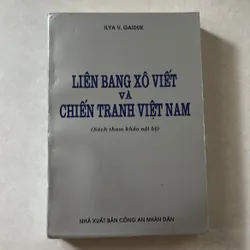 ILYA V. GAIDUK
LIÊN BANG XÔ VIẾT
VÀ
CHIẾN TRANH VIỆT NAM
(Sách tham khảo nội bộ)
NHÀ XUẤT BẢN CÔNG AN NHÂN DÂN